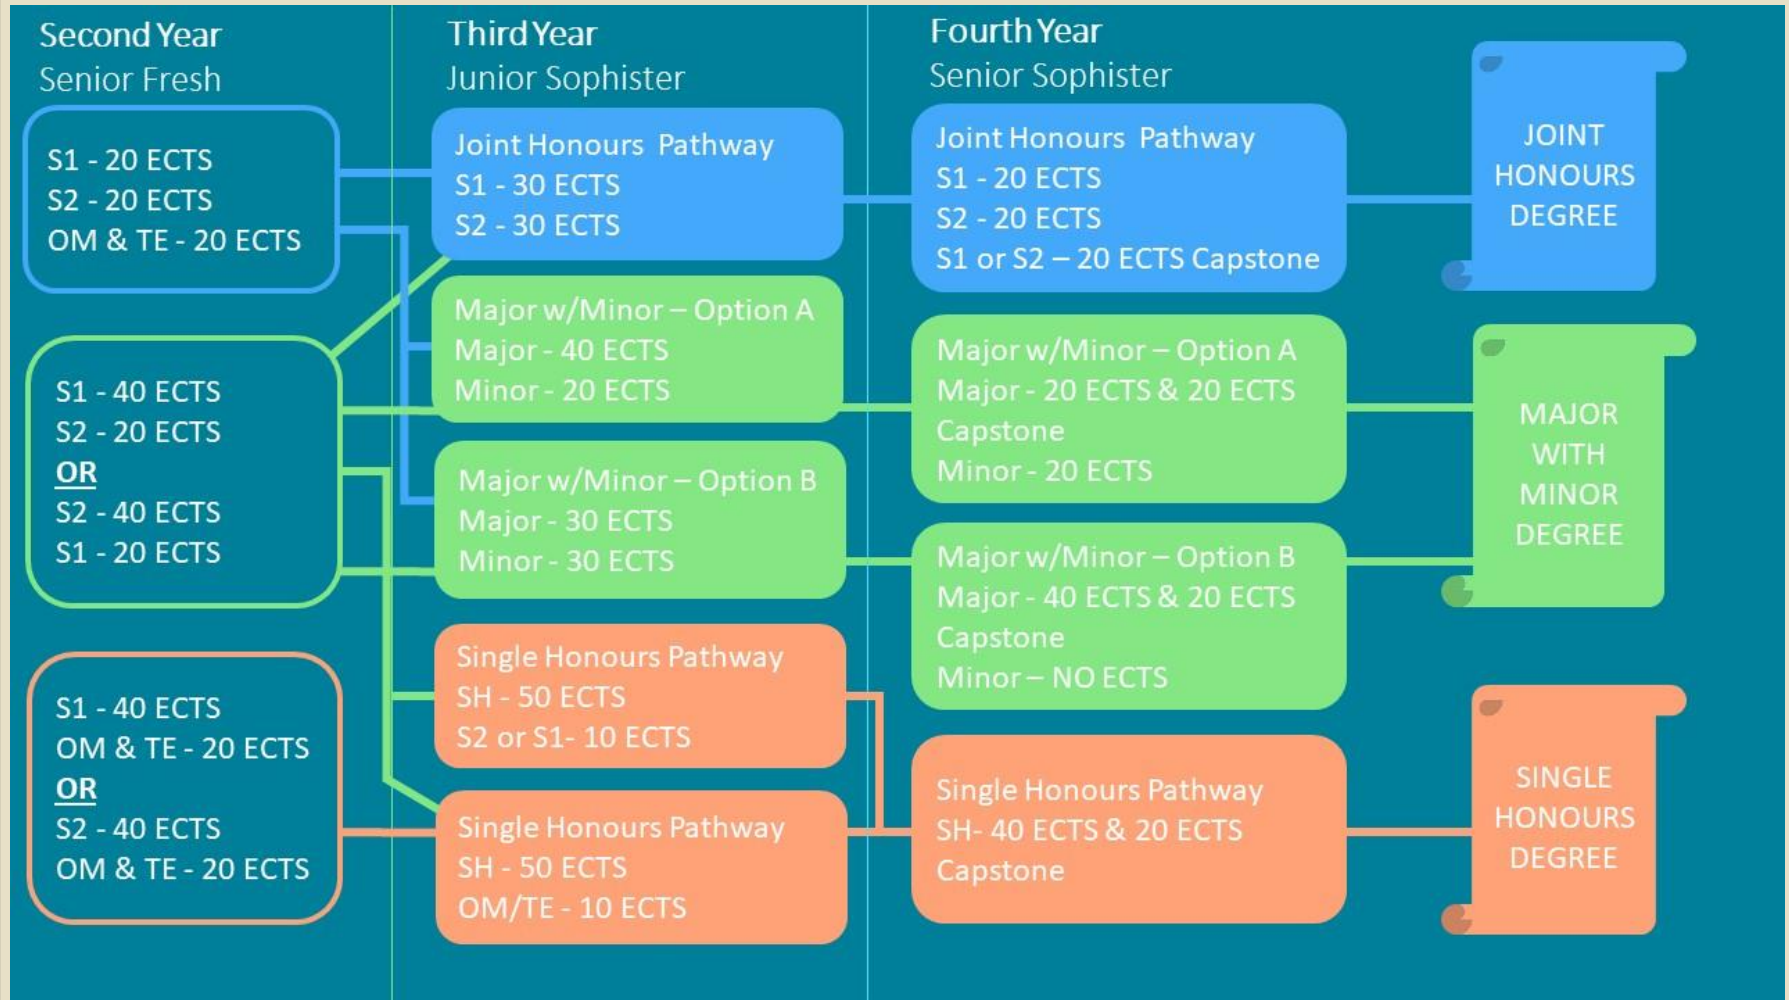 Second Year
Senior Fresh
S1 - 20 ECTS
S2 - 20 ECTS
OM & TE - 20 ECTS
S1 - 40 ECTS
S2 - 20 ECTS
OR
S2 - 40 ECTS
S1 - 20 ECTS
S1 - 40 ECTS
OM & TE - 20 ECTS
OR
S2 - 40 ECTS
OM & TE - 20 ECTS
Third Year
Junior Sophister
Joint Honours Pathway
S1 - 30 ECTS
S2 - 30 ECTS
Major w/Minor – Option A
Major - 40 ECTS
Minor - 20 ECTS
Major w/Minor – Option B
Major - 30 ECTS
Minor - 30 ECTS
Single Honours Pathway
SH - 50 ECTS
S2 or S1- 10 ECTS
Single Honours Pathway
SH - 50 ECTS
OM/TE - 10 ECTS
Fourth Year
Senior Sophister
Joint Honours Pathway
S1 - 20 ECTS
S2 - 20 ECTS
S1 or S2 – 20 ECTS Capstone
Major w/Minor – Option A
Major - 20 ECTS & 20 ECTS
Capstone
Minor - 20 ECTS
Major w/Minor – Option B
Major - 40 ECTS & 20 ECTS
Capstone
Minor – NO ECTS
Single Honours Pathway
SH- 40 ECTS & 20 ECTS
Capstone
JOINT
HONOURS
DEGREE
MAJOR
WITH
MINOR
DEGREE
SINGLE
HONOURS
DEGREE